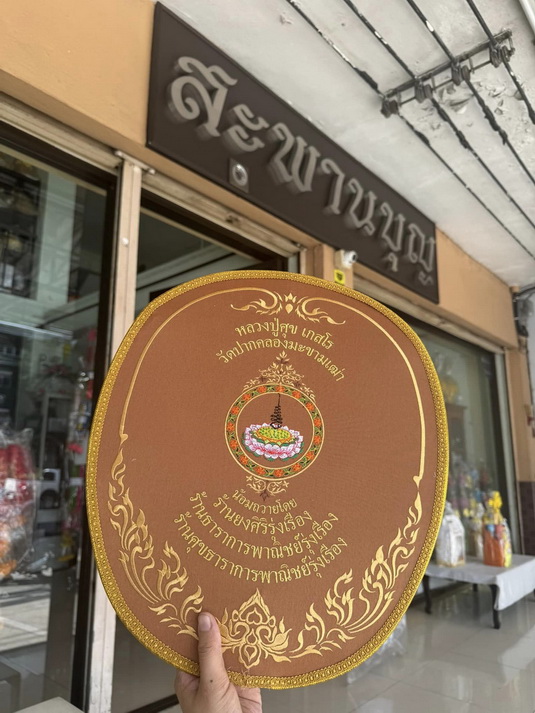 สะพานบุญ
หลวงปู่ศุข เกสโร
วัดปากคลองมะขามเฒ่า
น้อมถวายโดย
ร้านยงศิริรุ่งเรือง
ร้านธาราการพาณิชย์รุ่งเรือง
ร้านสุขธาราการพาณิชย์รุ่งเรือง